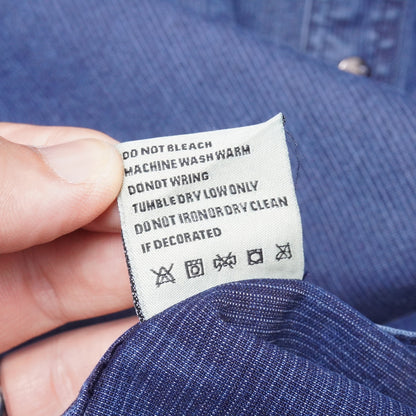 DO NOT BLEACH
MACHINE WASH WARM
DO NOT WRING
TUMBLE DRY LOW ONLY
DO NOT IRON OR DRY CLEAN
IF DECORATED